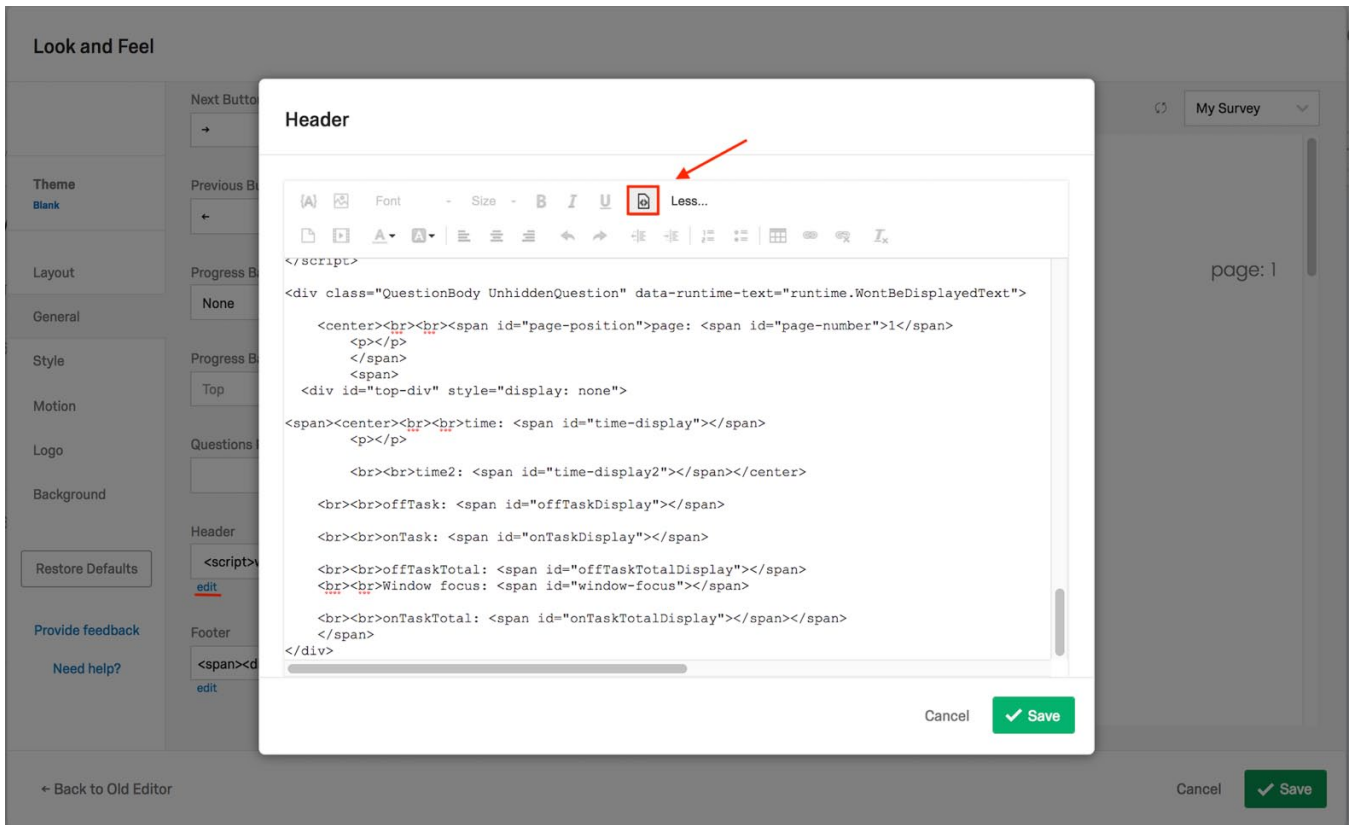 Look and Feel
Next Butto
→
My Survey
Header
Theme
Blank
Previous Bu
←
{A} Font - Size - B I U Less...
Layout
Progress Ba
None
General
page: 1
Style
Progress Ba
Top
Motion
Logo
Questions
Background
Header
<script>v
edit
Restore Defaults
Provide feedback
Need help?
Footer
<span><d
edit
</script>
<div class="QuestionBody UnhiddenQuestion" data-runtime-text="runtime.WontBeDisplayedText">
<center><br><br><span id="page-position">page: <span id="page-number">1</span>
<p></p>
</span>
<span>
<div id="top-div" style="display: none">
<span><center><br><br>time: <span id="time-display"></span>
<p></p>
<br><br>time2: <span id="time-display2"></span></center>
<br><br>offTask: <span id="offTaskDisplay"></span>
<br><br>onTask: <span id="onTaskDisplay"></span>
<br><br>offTaskTotal: <span id="offTaskTotalDisplay"></span>
<br><br>Window focus: <span id="window-focus"></span>
<br><br>onTaskTotal: <span id="onTaskTotalDisplay"></span></span>
</span>
</div>
Cancel
✓ Save
← Back to Old Editor
Cancel
✓ Save